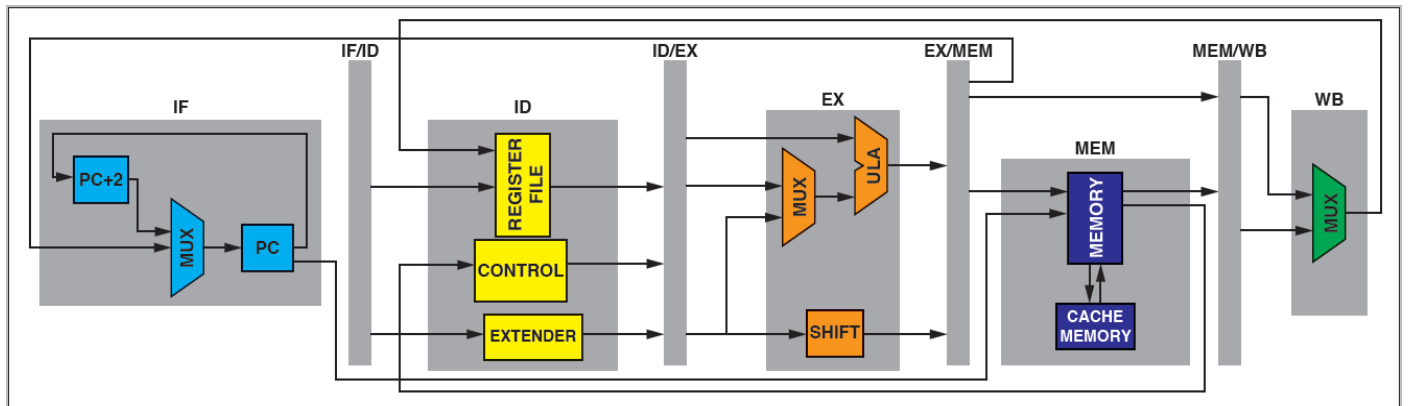 IF/ID
ID/EX
EX/MEM
MEM/WB
IF
ID
EX
MEM
WB
PC+2
MUX
PC
REGISTER
FILE
CONTROL
EXTENDER
MUX
ULA
SHIFT
MEMORY
CACHE
MEMORY
MUX